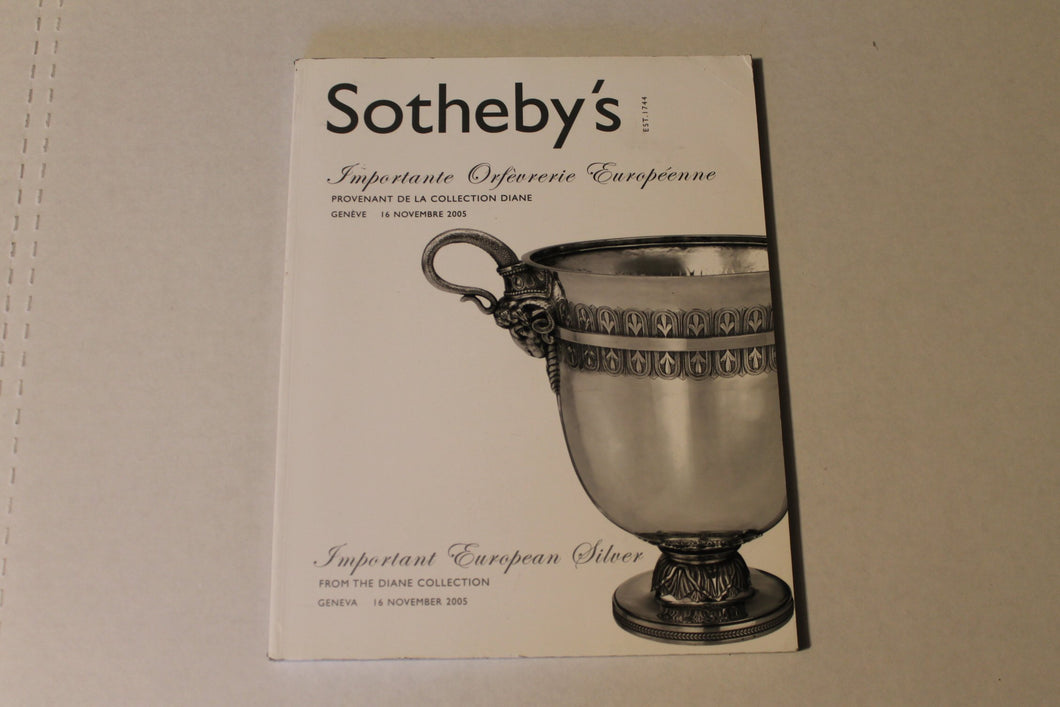 Sotheby's
EST. 1744
Importante Orfèvrerie Européenne
PROVENANT DE LA COLLECTION DIANE
GENÈVE 16 NOVEMBRE 2005
Important European Silver
FROM THE DIANE COLLECTION
GENEVA 16 NOVEMBER 2005